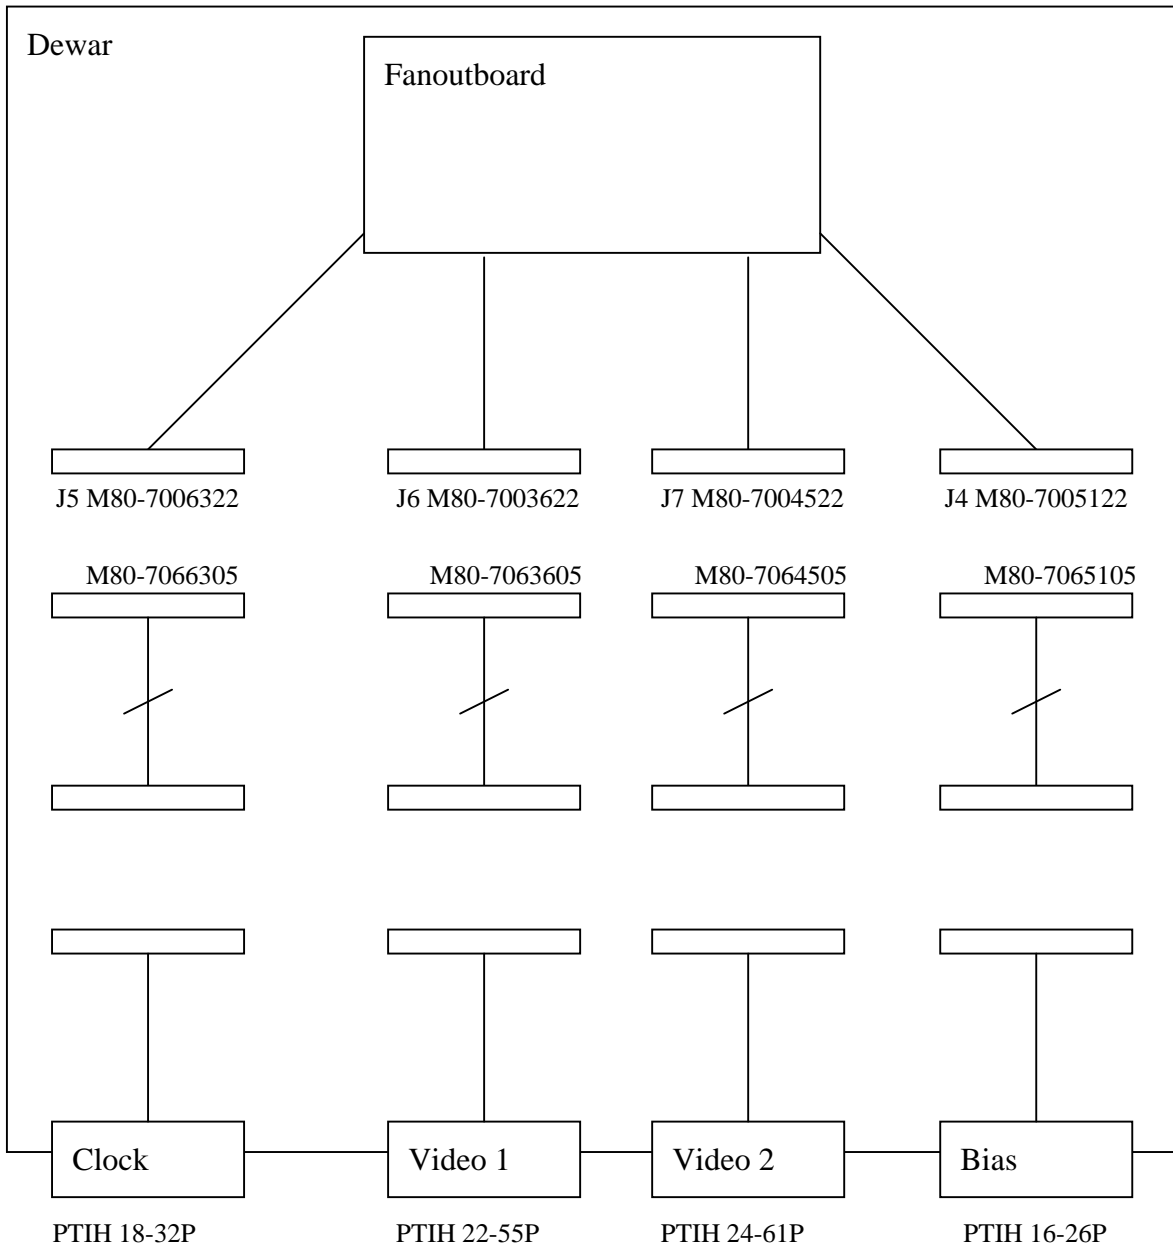 Dewar
Fanoutboard
J5 M80-7006322
J6 M80-7003622
J7 M80-7004522
J4 M80-7005122
M80-7066305
M80-7063605
M80-7064505
M80-7065105
Clock
Video 1
Video 2
Bias
PTIH 18-32P
PTIH 22-55P
PTIH 24-61P
PTIH 16-26P